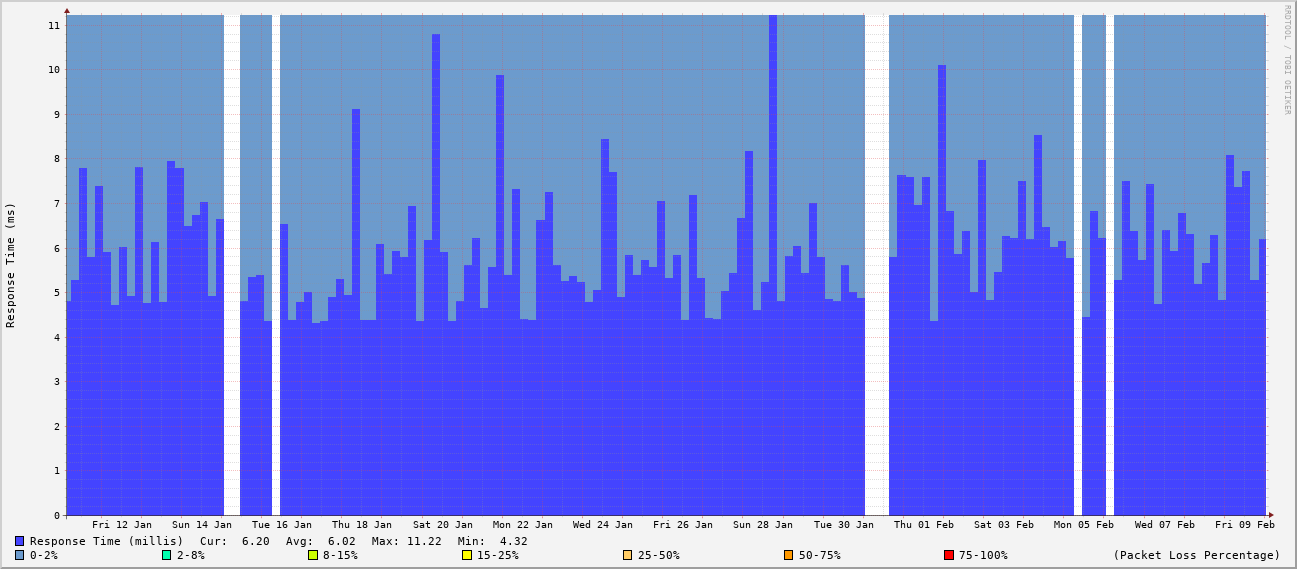 RRDTOOL / TOBI OETIKER
Response Time (ms)
11
10
9
8
7
6
5
4
3
2
1
0
Fri 12 Jan Sun 14 Jan Tue 16 Jan Thu 18 Jan Sat 20 Jan Mon 22 Jan Wed 24 Jan Fri 26 Jan Sun 28 Jan Tue 30 Jan Thu 01 Feb Sat 03 Feb Mon 05 Feb Wed 07 Feb Fri 09 Feb
Response Time (millis) Cur: 6.20 Avg: 6.02 Max: 11.22 Min: 4.32
0-2% 2-8% 8-15% 15-25% 25-50% 50-75% 75-100% (Packet Loss Percentage)